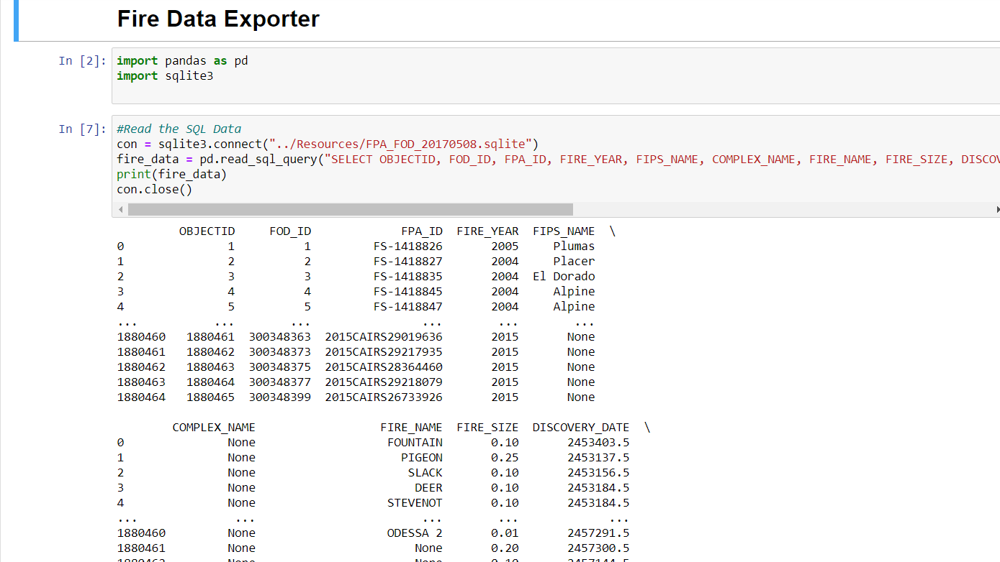 Fire Data Exporter
In [2]: import pandas as pd
import sqlite3
In [7]: #Read the SQL Data
con = sqlite3.connect("../Resources/FPA_FOD_20170508.sqlite")
fire_data = pd.read_sql_query("SELECT OBJECTID, FOD_ID, FPA_ID, FIRE_YEAR, FIPS_NAME, COMPLEX_NAME, FIRE_NAME, FIRE_SIZE, DISCOV
print(fire_data)
con.close()
OBJECTID FOD_ID FPA_ID FIRE_YEAR FIPS_NAME \
0 1 1 FS-1418826 2005 Plumas
1 2 2 FS-1418827 2004 Placer
2 3 3 FS-1418835 2004 El Dorado
3 4 4 FS-1418845 2004 Alpine
4 5 5 FS-1418847 2004 Alpine
... ... ... ... ... ...
1880460 1880461 300348363 2015CAIRS29019636 2015 None
1880461 1880462 300348373 2015CAIRS29217935 2015 None
1880462 1880463 300348375 2015CAIRS28364460 2015 None
1880463 1880464 300348377 2015CAIRS29218079 2015 None
1880464 1880465 300348399 2015CAIRS26733926 2015 None
COMPLEX_NAME FIRE_NAME FIRE_SIZE DISCOVERY_DATE \
0 None FOUNTAIN 0.10 2453403.5
1 None PIGEON 0.25 2453137.5
2 None SLACK 0.10 2453156.5
3 None DEER 0.10 2453184.5
4 None STEVENOT 0.10 2453184.5
... ... ... ... ...
1880460 None ODESSA 2 0.01 2457291.5
1880461 None None 0.20 2457300.5
1880462 None None 0.10 2457144.5